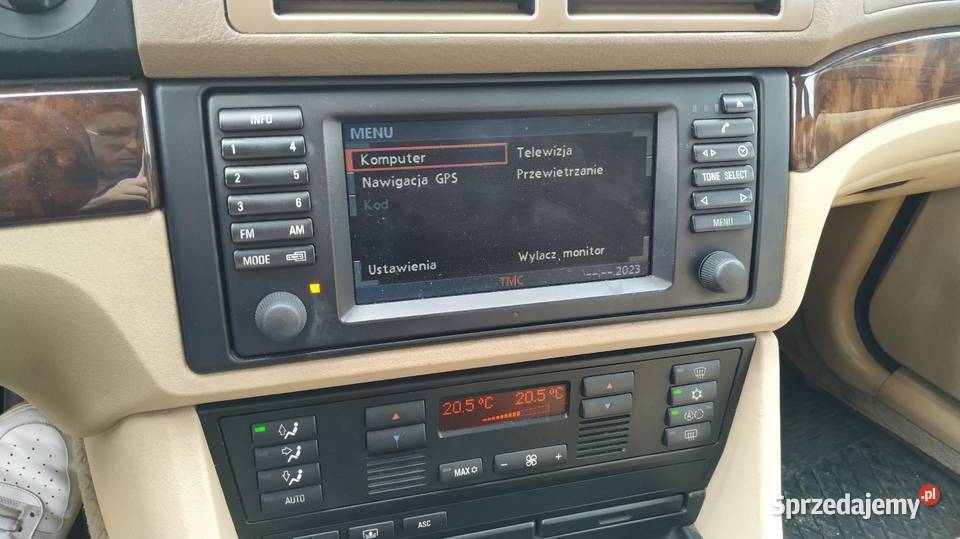 INFO
1 4
2 5
3 6
FM AM
MODE
MENU
Komputer
Telewizja
Nawigacja GPS
Przewietrzanie
Kod
Ustawienia
Wylacz monitor
--.--.2023
TMC
TONE SELECT
MENU
20.5°C 20.5°C
AUTO
MAX
- +
A
ASC
Sprzedajemy.pl